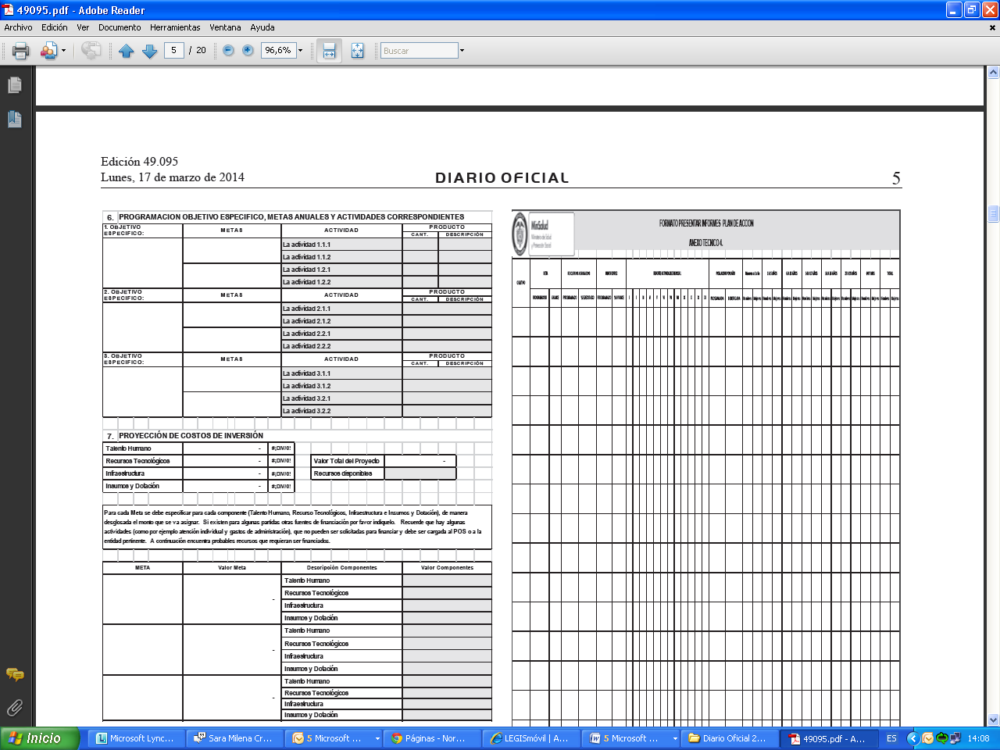 49095.pdf - Adobe Reader
Archivo Edición Ver Documento Herramientas Ventana Ayuda
5 / 20 96,6% Buscar
Edición 49.095
Lunes, 17 de marzo de 2014 DIARIO OFICIAL 5
6. PROGRAMACION OBJETIVO ESPECIFICO, METAS ANUALES Y ACTIVIDADES CORRESPONDIENTES
1. OBJETIVO ESPECIFICO: METAS ACTIVIDAD PRODUCTO
CANT. DESCRIPCIÓN
La actividad 1.1.1
La actividad 1.1.2
La actividad 1.2.1
La actividad 1.2.2
2. OBJETIVO ESPECIFICO: METAS ACTIVIDAD PRODUCTO
CANT. DESCRIPCIÓN
La actividad 2.1.1
La actividad 2.1.2
La actividad 2.2.1
La actividad 2.2.2
3. OBJETIVO ESPECIFICO: METAS ACTIVIDAD PRODUCTO
CANT. DESCRIPCIÓN
La actividad 3.1.1
La actividad 3.1.2
La actividad 3.2.1
La actividad 3.2.2
7. PROYECCIÓN DE COSTOS DE INVERSIÓN
Talento Humano - #¡DIV/0!
Recursos Tecnológicos - #¡DIV/0! Valor Total del Proyecto -
Infraestructura - #¡DIV/0! Recursos disponibles
Insumos y Dotación - #¡DIV/0!
Para cada Meta se debe especificar para cada componente (Talento Humano, Recurso Tecnológicos, Infraestructura e Insumos y Dotación), de manera
desglosada el monto que se va asignar. Si existen para algunas partidas otras fuentes de financiación por favor indiquelo. Recuerde que hay algunas
actividades (como por ejemplo atención individual y gastos de administración), que no pueden ser solicitadas para financiar y debe ser cargada al POS o a la
entidad pertinente. A continuación encuentra probables recursos que requieran ser financiados.
META Valor Meta Descripción Componentes Valor Componentes
Talento Humano
Recursos Tecnológicos
-
Infraestructura
Insumos y Dotación
Talento Humano
Recursos Tecnológicos
-
Infraestructura
Insumos y Dotación
Talento Humano
Recursos Tecnológicos
-
Infraestructura
Insumos y Dotación
MinSalud
Ministerio de Salud
y Protección Social
FORMATO PRESENTAR INFORMES PLAN DE ACCION
ANEXO TECNICO 4.
OBJETIVO
TOTAL
Inicio Microsoft Lync... Sara Milena Cr... 5 Microsoft ... Páginas - Nor... LEGISmóvil | A... 5 Microsoft ... Diario Oficial 2... 49095.pdf - A... ES 14:08